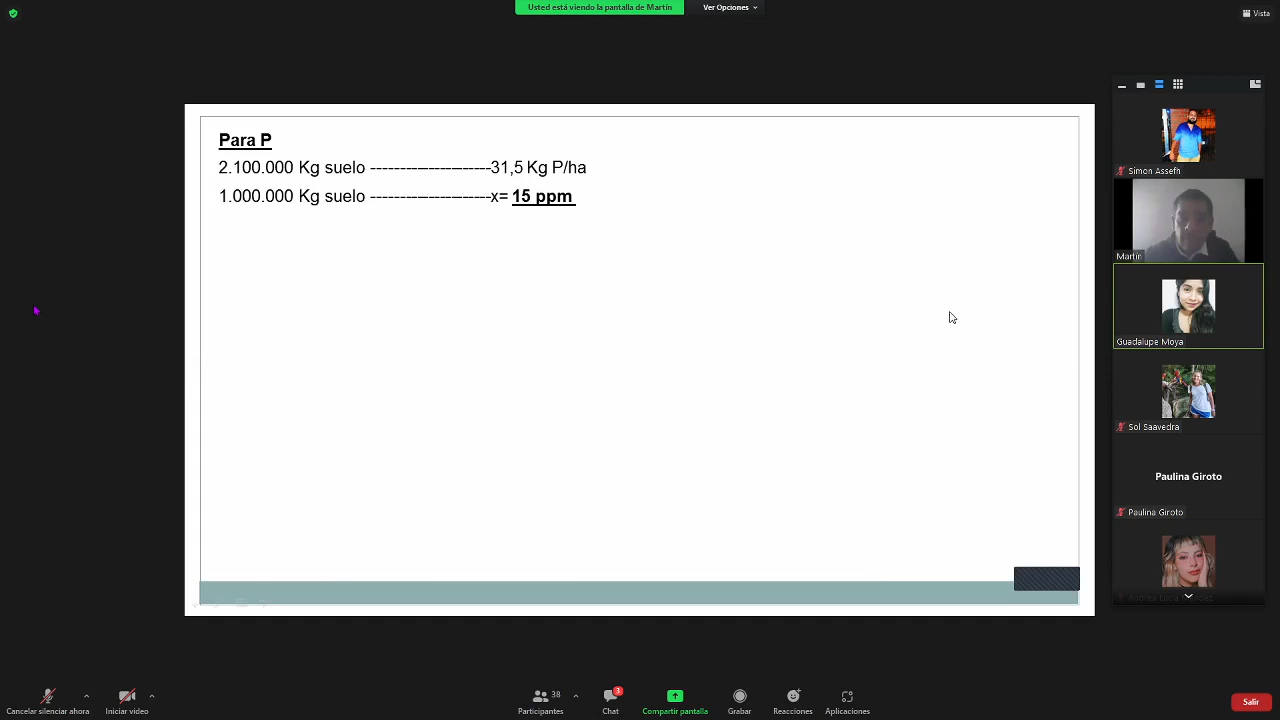 Usted está viendo la pantalla de Martín
Ver Opciones
Vista
Para P
2.100.000 Kg suelo ----------------------31,5 Kg P/ha
1.000.000 Kg suelo ----------------------x= 15 ppm
Simon Assefh
Martín
Guadalupe Moya
Sol Saavedra
Paulina Giroto
Paulina Giroto
Cancelar silenciar ahora
Iniciar video
38
Participantes
3
Chat
Compartir pantalla
Grabar
Reacciones
Aplicaciones
Salir